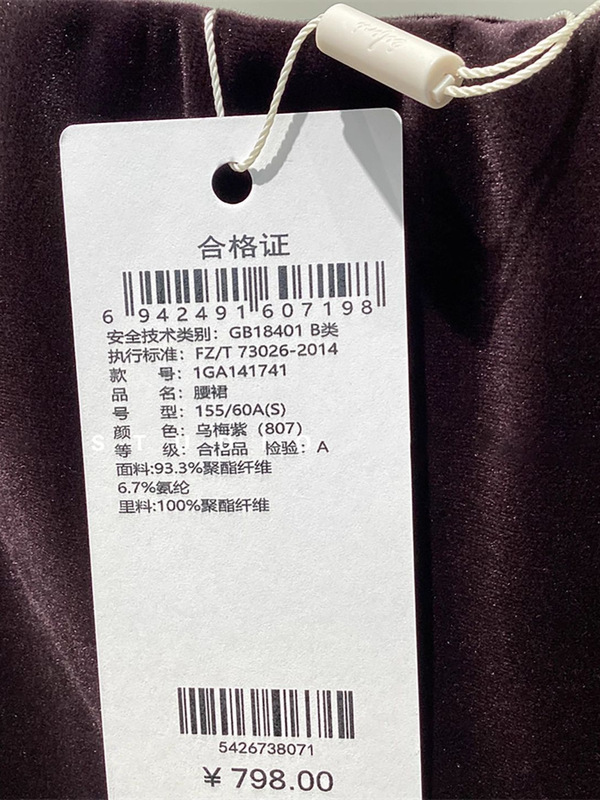 合格证
6 942491 607198
安全技术类别：GB18401 B类
执行标准：FZ/T 73026-2014
款 号：1GA141741
品 名：腰裙
号 型：155/60A(S)
颜 色：乌梅紫（807）
等 级：合格品 检验：A
面料:93.3%聚酯纤维
6.7%氨纶
里料:100%聚酯纤维
5426738071
¥ 798.00